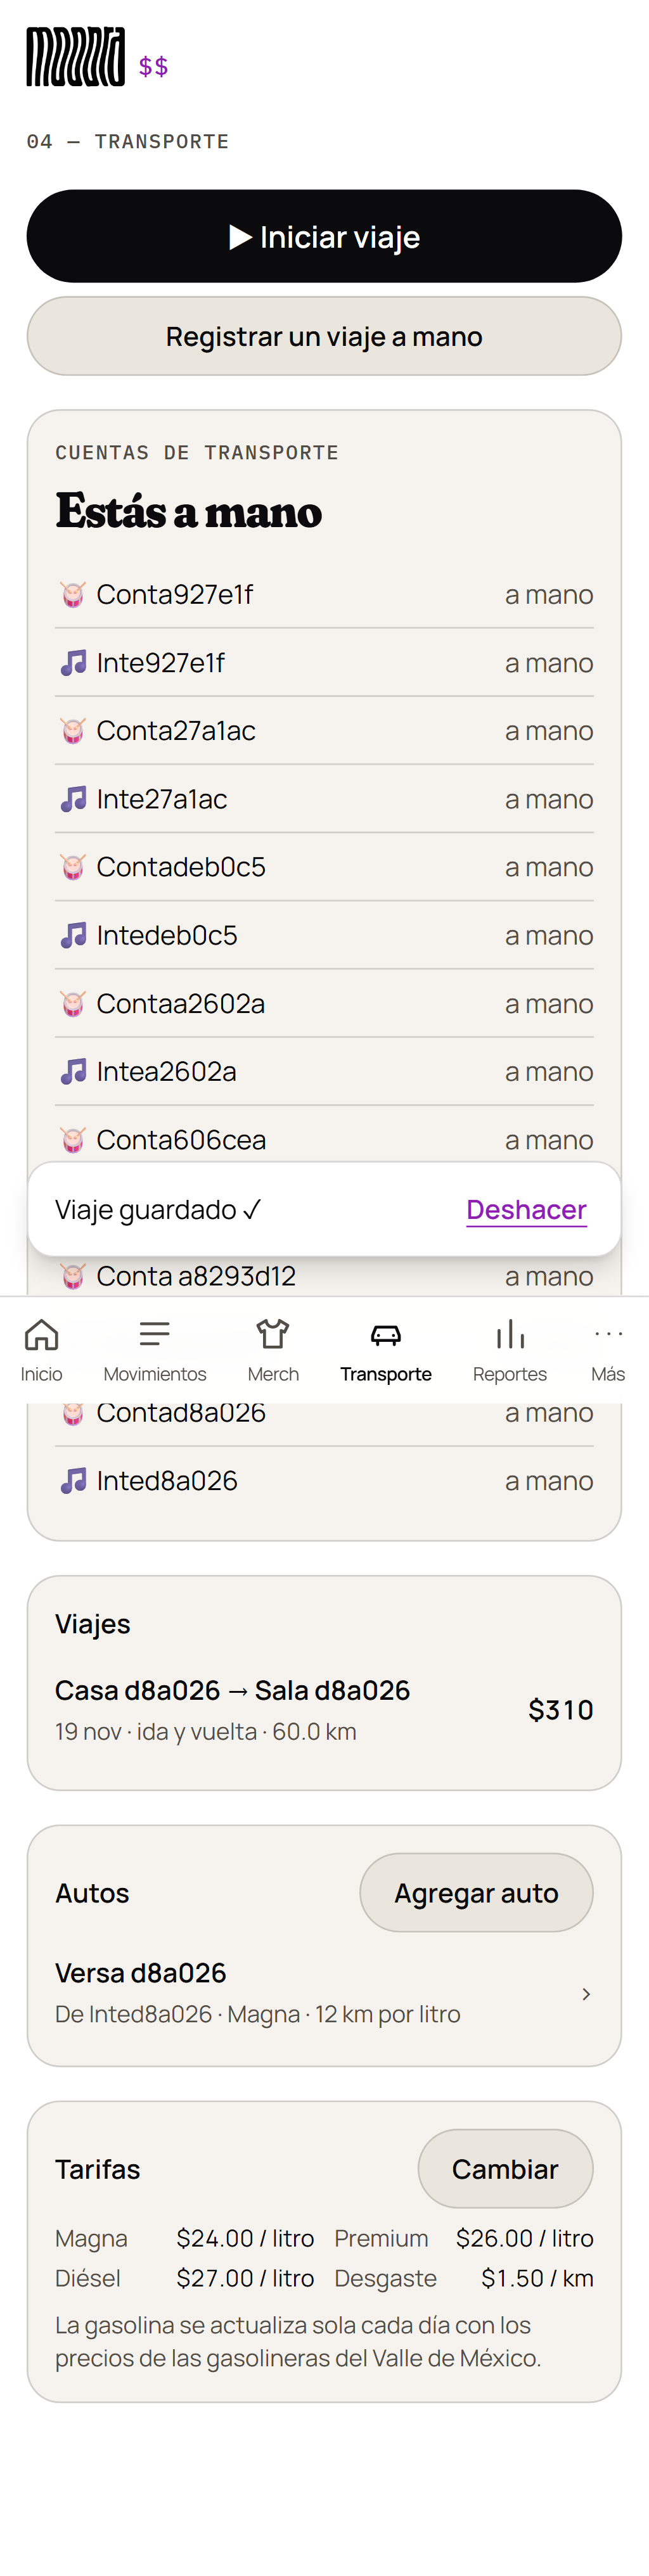 mooora $$
04 — TRANSPORTE
▶ Iniciar viaje
Registrar un viaje a mano
CUENTAS DE TRANSPORTE
Estás a mano
Conta927e1f a mano
Inte927e1f a mano
Conta27a1ac a mano
Inte27a1ac a mano
Contadeb0c5 a mano
Intedeb0c5 a mano
Contaa2602a a mano
Intea2602a a mano
Conta606cea a mano
Viaje guardado ✓ Deshacer
Conta a8293d12 a mano
Inicio Movimientos Merch Transporte Reportes Más
Contad8a026 a mano
Inted8a026 a mano
Viajes
Casa d8a026 → Sala d8a026
19 nov · ida y vuelta · 60.0 km
$310
Autos
Agregar auto
Versa d8a026
De Inted8a026 · Magna · 12 km por litro
Tarifas
Cambiar
Magna $24.00 / litro Premium $26.00 / litro
Diésel $27.00 / litro Desgaste $1.50 / km
La gasolina se actualiza sola cada día con los
precios de las gasolineras del Valle de México.